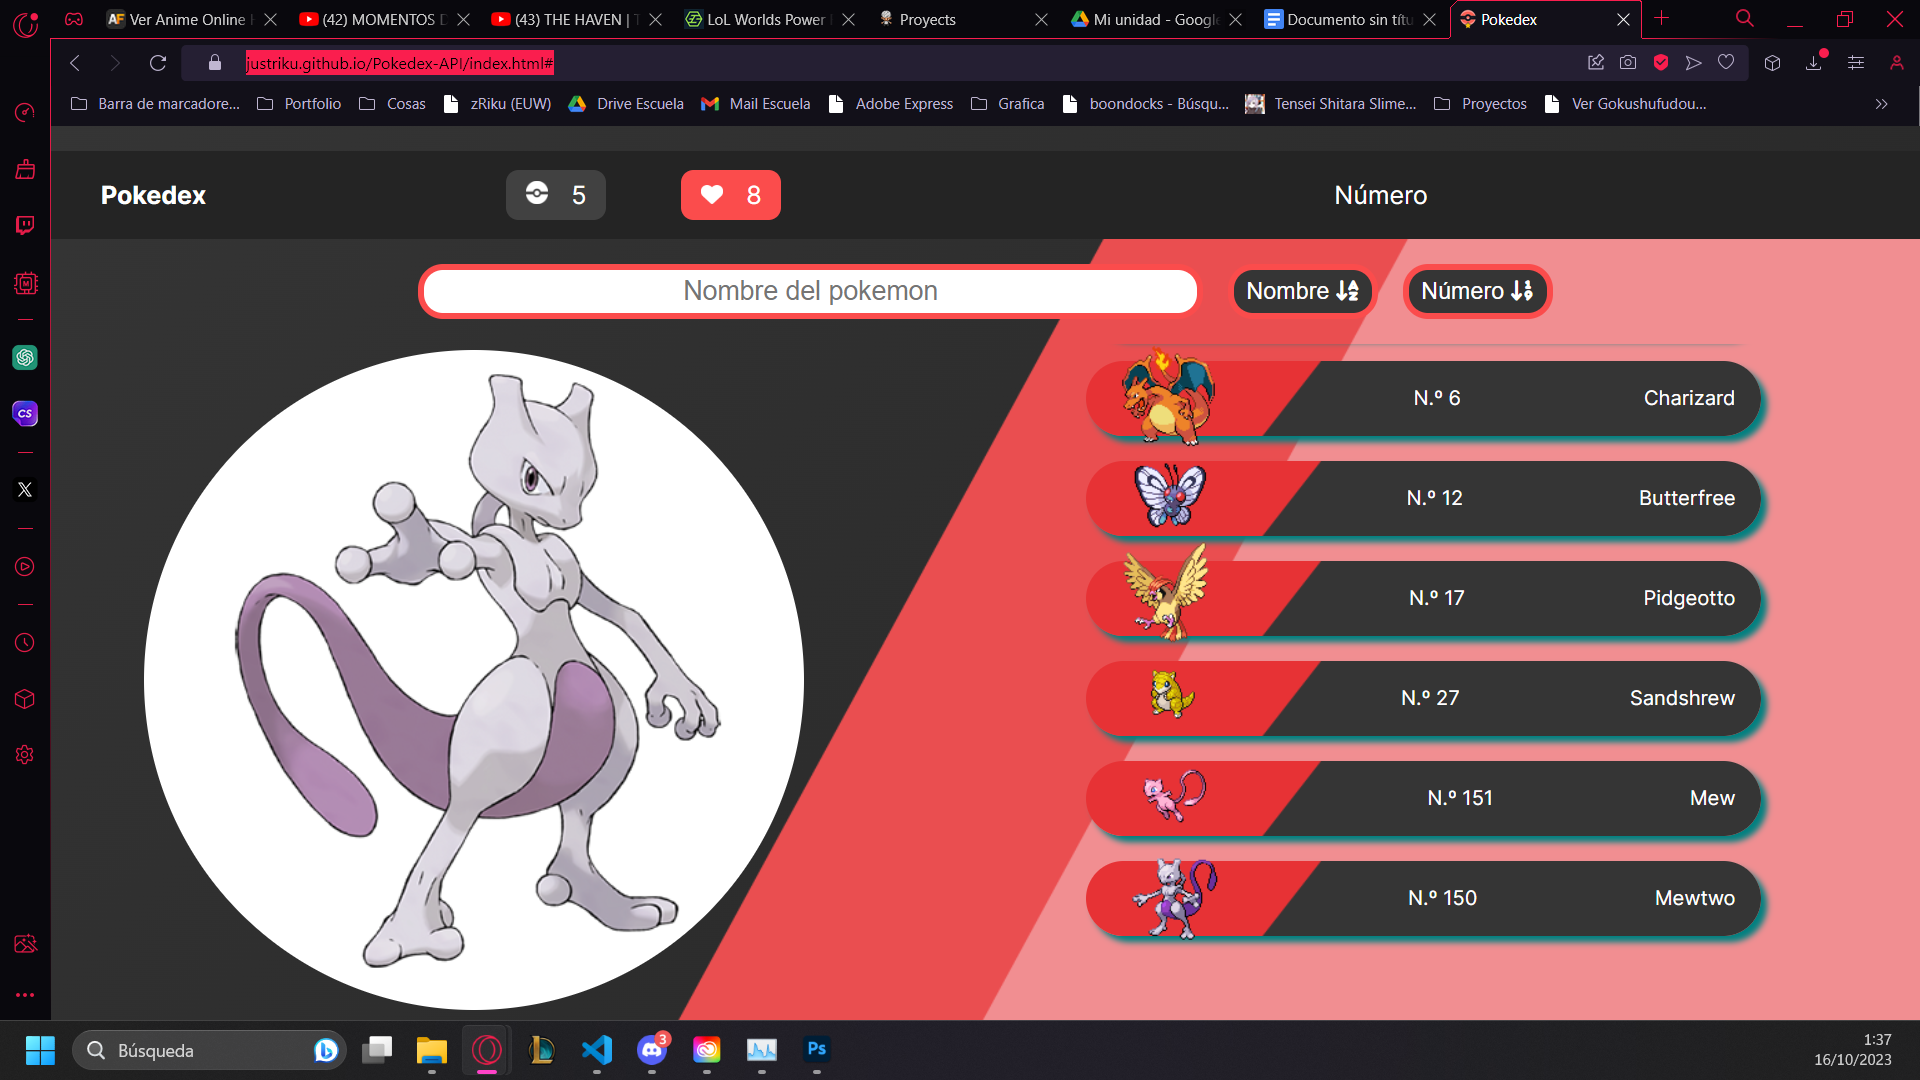 AF Ver Anime Online
(42) MOMENTOS D
(43) THE HAVEN | T
LoL Worlds Power
Proyects
Mi unidad - Google
Documento sin títu
Pokedex
justriku.github.io/Pokedex-API/index.html#
Barra de marcadore...
Portfolio
Cosas
zRiku (EUW)
Drive Escuela
Mail Escuela
Adobe Express
Grafica
boondocks - Búsqu...
Tensei Shitara Slime...
Proyectos
Ver Gokushufudou...
Pokedex
5
8
Número
Nombre del pokemon
Nombre
Número
N.º 6 Charizard
N.º 12 Butterfree
N.º 17 Pidgeotto
N.º 27 Sandshrew
N.º 151 Mew
N.º 150 Mewtwo
CS
Búsqueda
3
Ps
1:37
16/10/2023